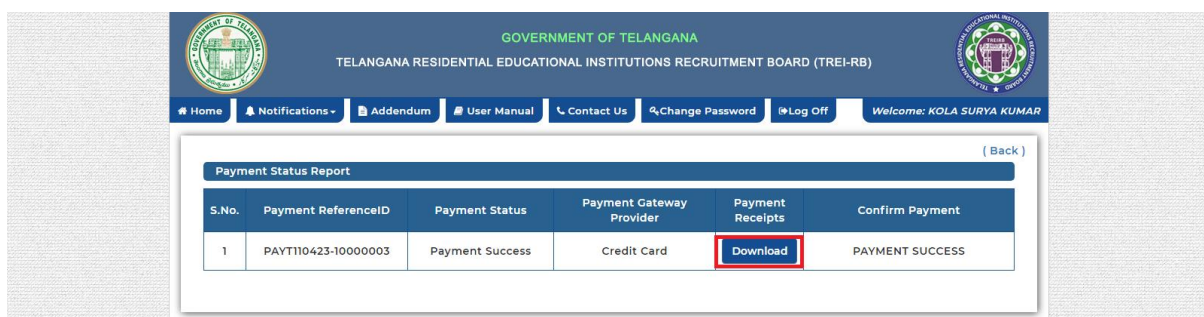 GOVERNMENT OF TELANGANA
TELANGANA RESIDENTIAL EDUCATIONAL INSTITUTIONS RECRUITMENT BOARD (TREI-RB)
Home Notifications Addendum User Manual Contact Us Change Password Log Off Welcome: KOLA SURYA KUMAR
( Back )
Payment Status Report
S.No. Payment ReferenceID Payment Status Payment Gateway Provider Payment Receipts Confirm Payment
1 PAYT110423-10000003 Payment Success Credit Card Download PAYMENT SUCCESS